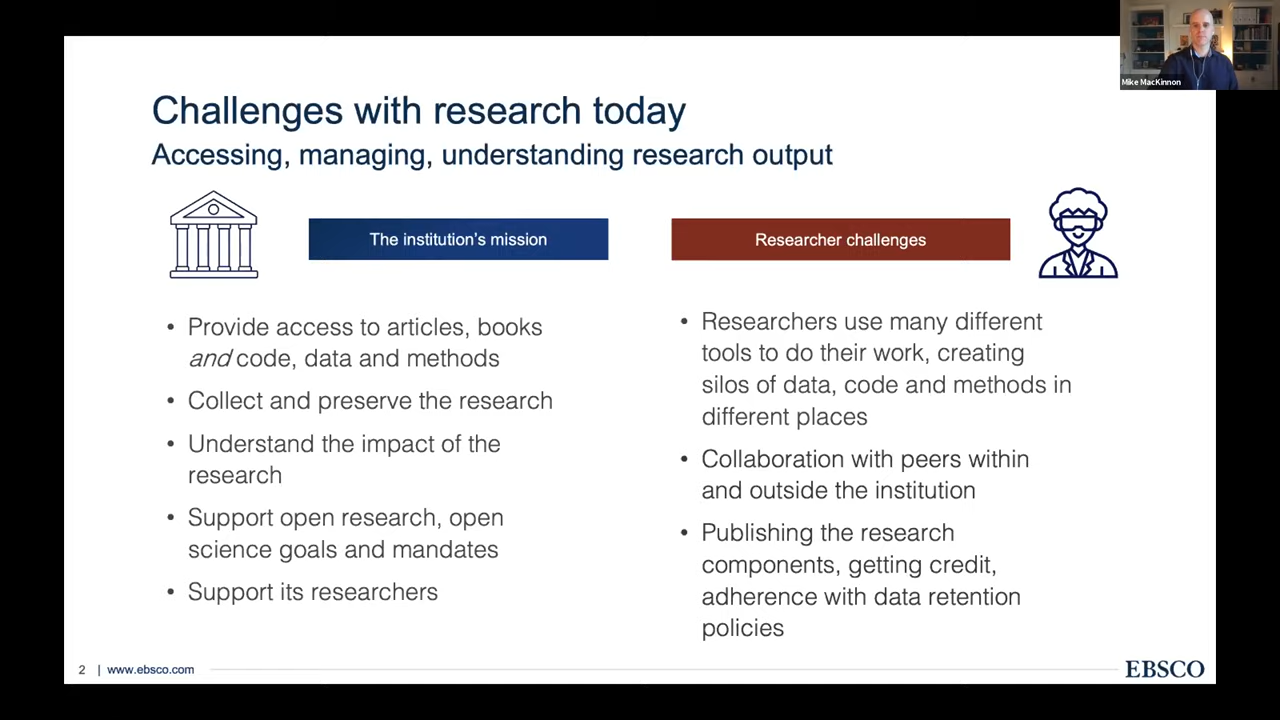 Mike MacKinnon
Challenges with research today
Accessing, managing, understanding research output
The institution's mission
• Provide access to articles, books
and code, data and methods
• Collect and preserve the research
• Understand the impact of the
research
• Support open research, open
science goals and mandates
• Support its researchers
Researcher challenges
• Researchers use many different
tools to do their work, creating
silos of data, code and methods in
different places
• Collaboration with peers within
and outside the institution
• Publishing the research
components, getting credit,
adherence with data retention
policies
2 | www.ebsco.com
EBSCO